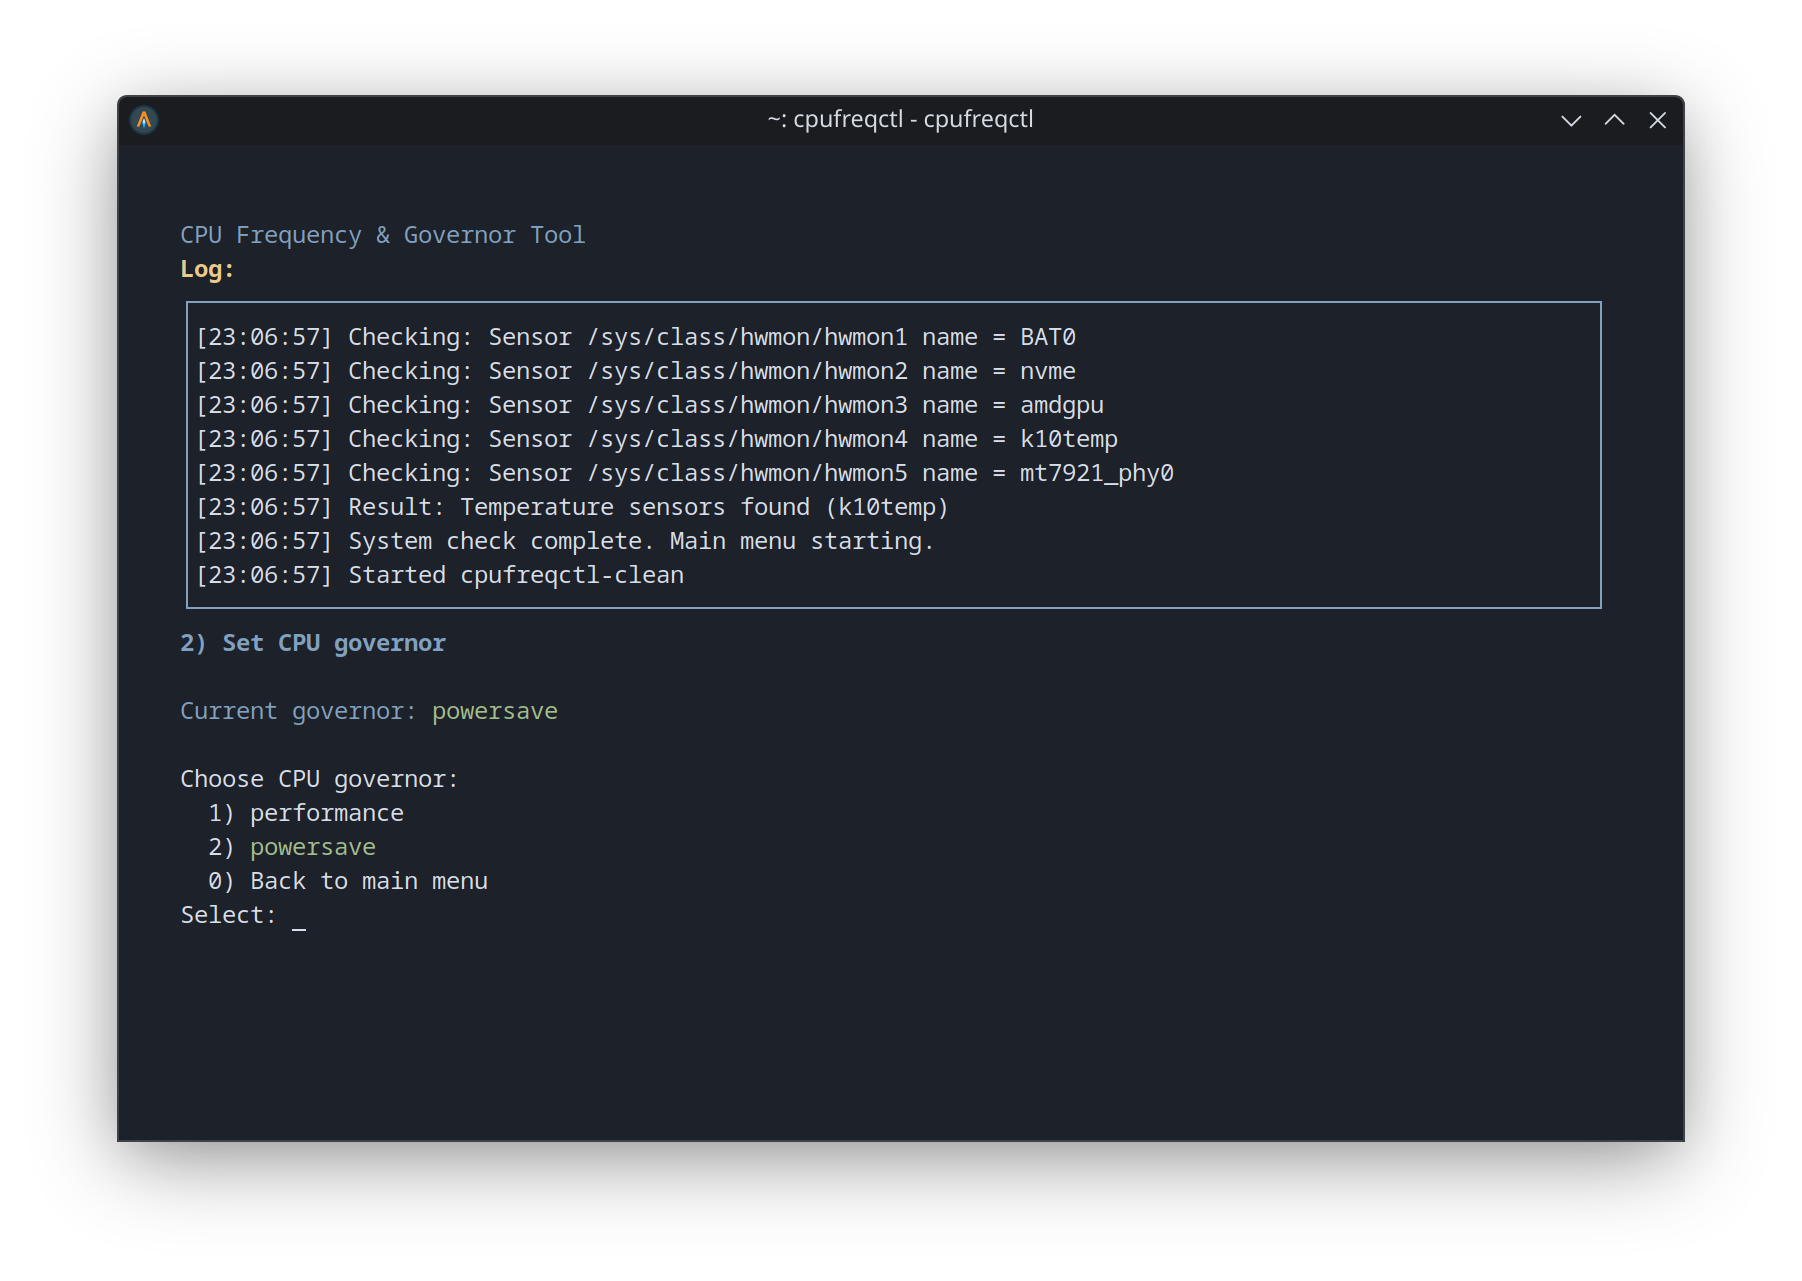 ~: cpufreqctl - cpufreqctl
CPU Frequency & Governor Tool
Log:
[23:06:57] Checking: Sensor /sys/class/hwmon/hwmon1 name = BAT0
[23:06:57] Checking: Sensor /sys/class/hwmon/hwmon2 name = nvme
[23:06:57] Checking: Sensor /sys/class/hwmon/hwmon3 name = amdgpu
[23:06:57] Checking: Sensor /sys/class/hwmon/hwmon4 name = k10temp
[23:06:57] Checking: Sensor /sys/class/hwmon/hwmon5 name = mt7921_phy0
[23:06:57] Result: Temperature sensors found (k10temp)
[23:06:57] System check complete. Main menu starting.
[23:06:57] Started cpufreqctl-clean
2) Set CPU governor
Current governor: powersave
Choose CPU governor:
1) performance
2) powersave
0) Back to main menu
Select: _